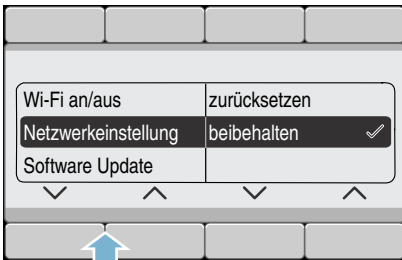 Wi-Fi an/aus zurücksetzen
Netzwerkeinstellung beibehalten
Software Update